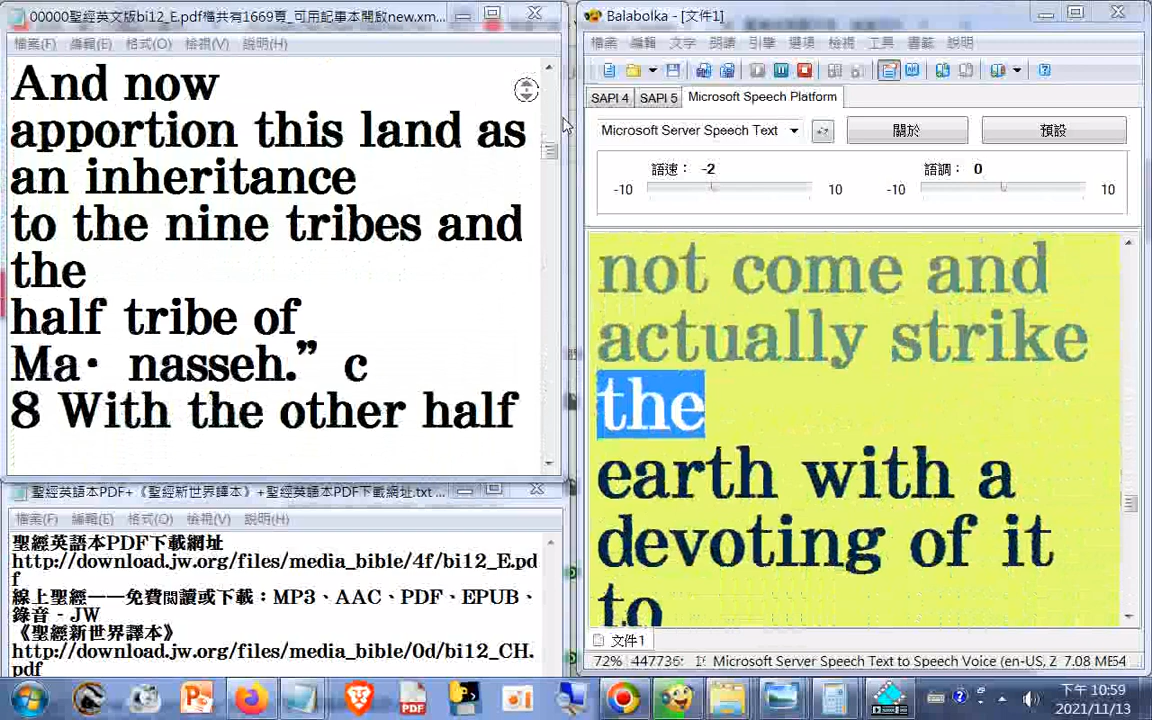 00000聖經英文版bi12_E.pdf檔共有1669頁_可用記事本開啟new.xm...
檔案(F) 編輯(E) 格式(O) 檢視(V) 說明(H)
And now
apportion this land as
an inheritance
to the nine tribes and
the
half tribe of
Ma· nasseh.” c
8 With the other half
聖經英語本PDF+《聖經新世界譯本》+聖經英語本PDF下載網址.txt ...
檔案(F) 編輯(E) 格式(O) 檢視(V) 說明(H)
聖經英語本PDF下載網址
http://download.jw.org/files/media_bible/4f/bi12_E.pd
f
線上聖經——免費閱讀或下載：MP3、AAC、PDF、EPUB、
錄音 - JW
《聖經新世界譯本》
http://download.jw.org/files/media_bible/0d/bi12_CH.
pdf
Balabolka - [文件1]
檔案 編輯 文字 朗讀 引擎 選項 檢視 工具 書籤 說明
SAPI 4 SAPI 5 Microsoft Speech Platform
Microsoft Server Speech Text 關於 預設
語速： -2 語調： 0
-10 10 -10 10
not come and
actually strike
the
earth with a
devoting of it
to
文件1
72% 447736: Microsoft Server Speech Text to Speech Voice (en-US, Z 7.08 ME54
下午 10:59
2021/11/13